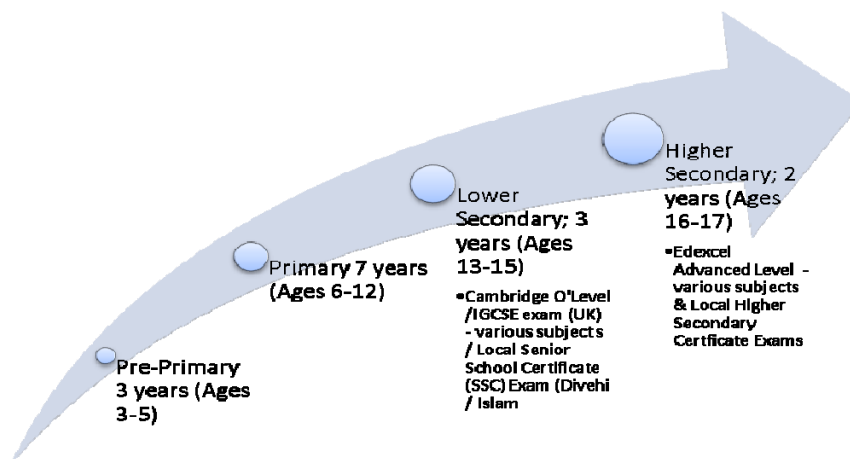 Pre-Primary
3 years (Ages
3-5)
Primary 7 years
(Ages 6-12)
Lower
Secondary; 3
years (Ages
13-15)
•Cambridge O'Level
/IGCSE exam (UK)
- various subjects
/ Local Senior
School Certificate
(SSC) Exam (Divehi
/ Islam
Higher
Secondary; 2
years (Ages
16-17)
•Edexcel
Advanced Level -
various subjects
& Local Higher
Secondary
Certficate Exams